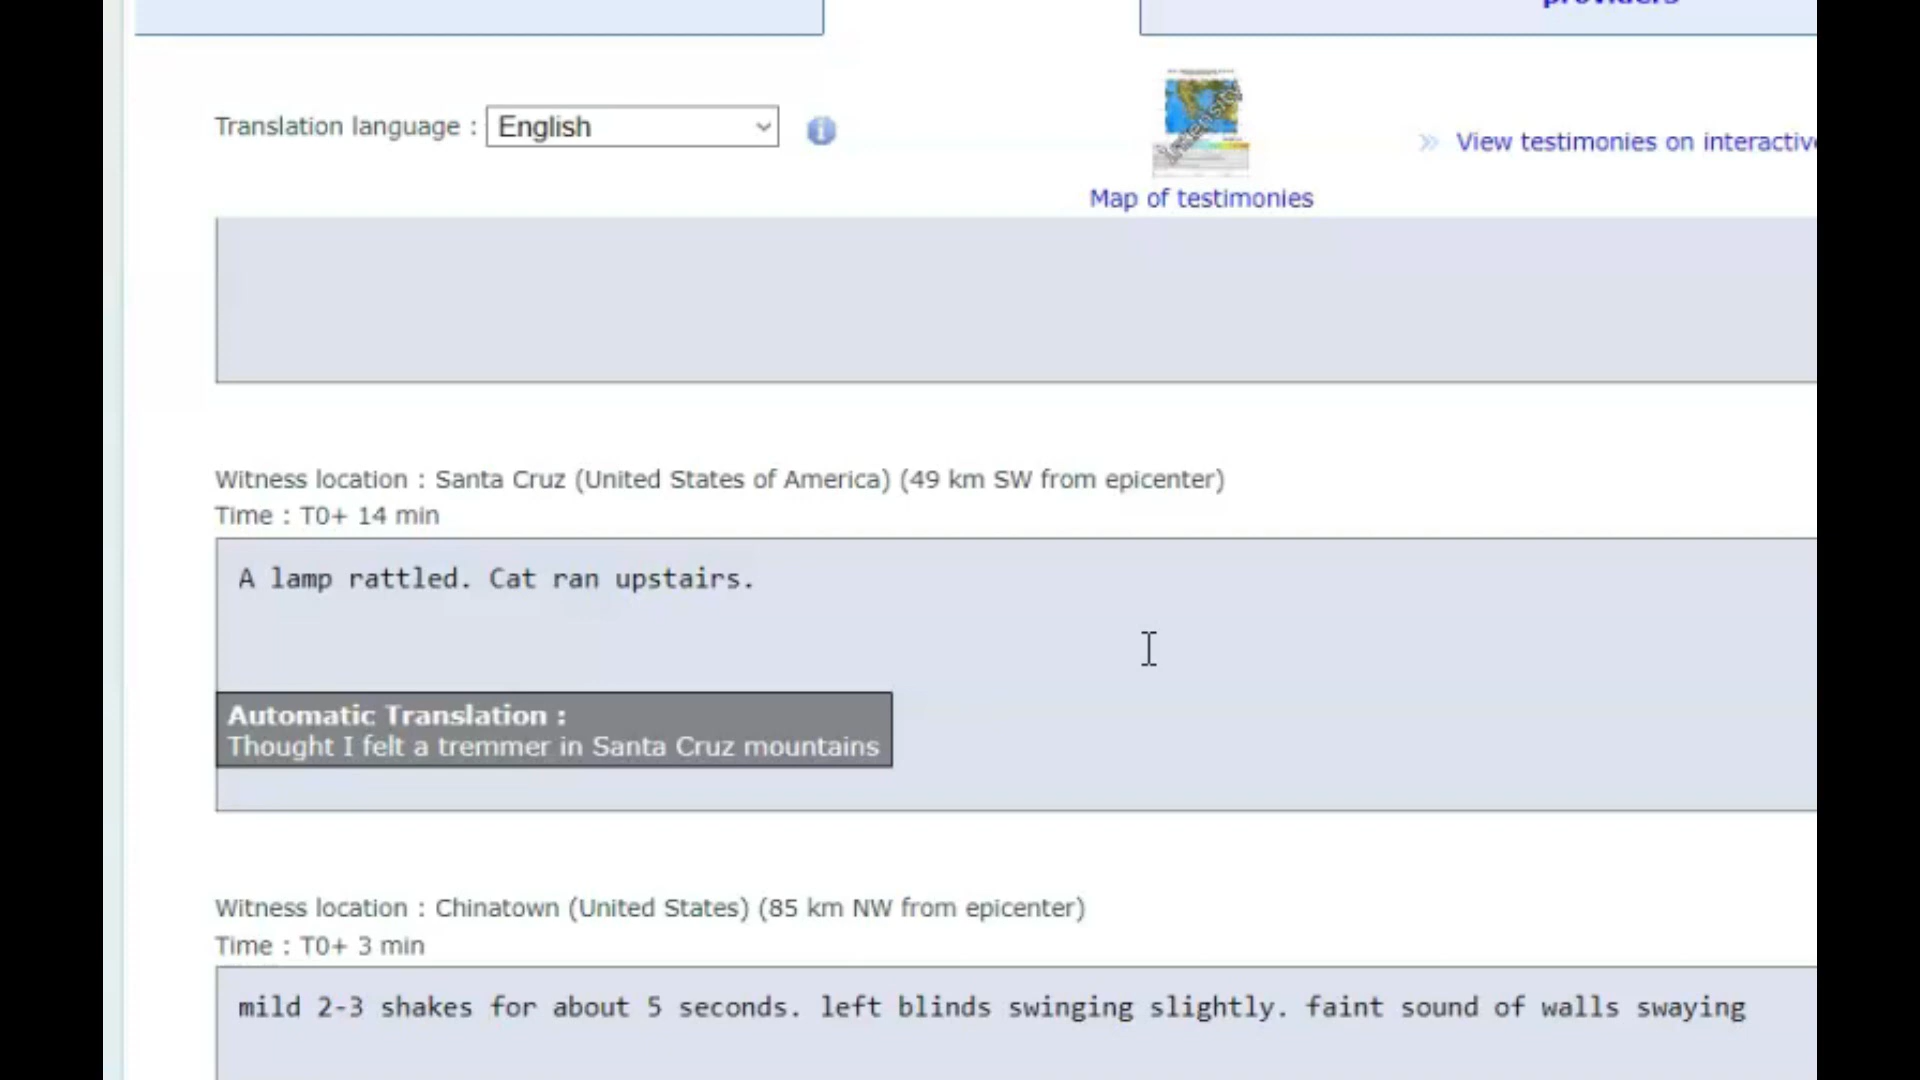 providers
Translation language :
English
View testimonies on interactive
Map of testimonies
Witness location : Santa Cruz (United States of America) (49 km SW from epicenter)
Time : T0+ 14 min
A lamp rattled. Cat ran upstairs.
Automatic Translation :
Thought I felt a tremmer in Santa Cruz mountains
Witness location : Chinatown (United States) (85 km NW from epicenter)
Time : T0+ 3 min
mild 2-3 shakes for about 5 seconds. left blinds swinging slightly. faint sound of walls swaying